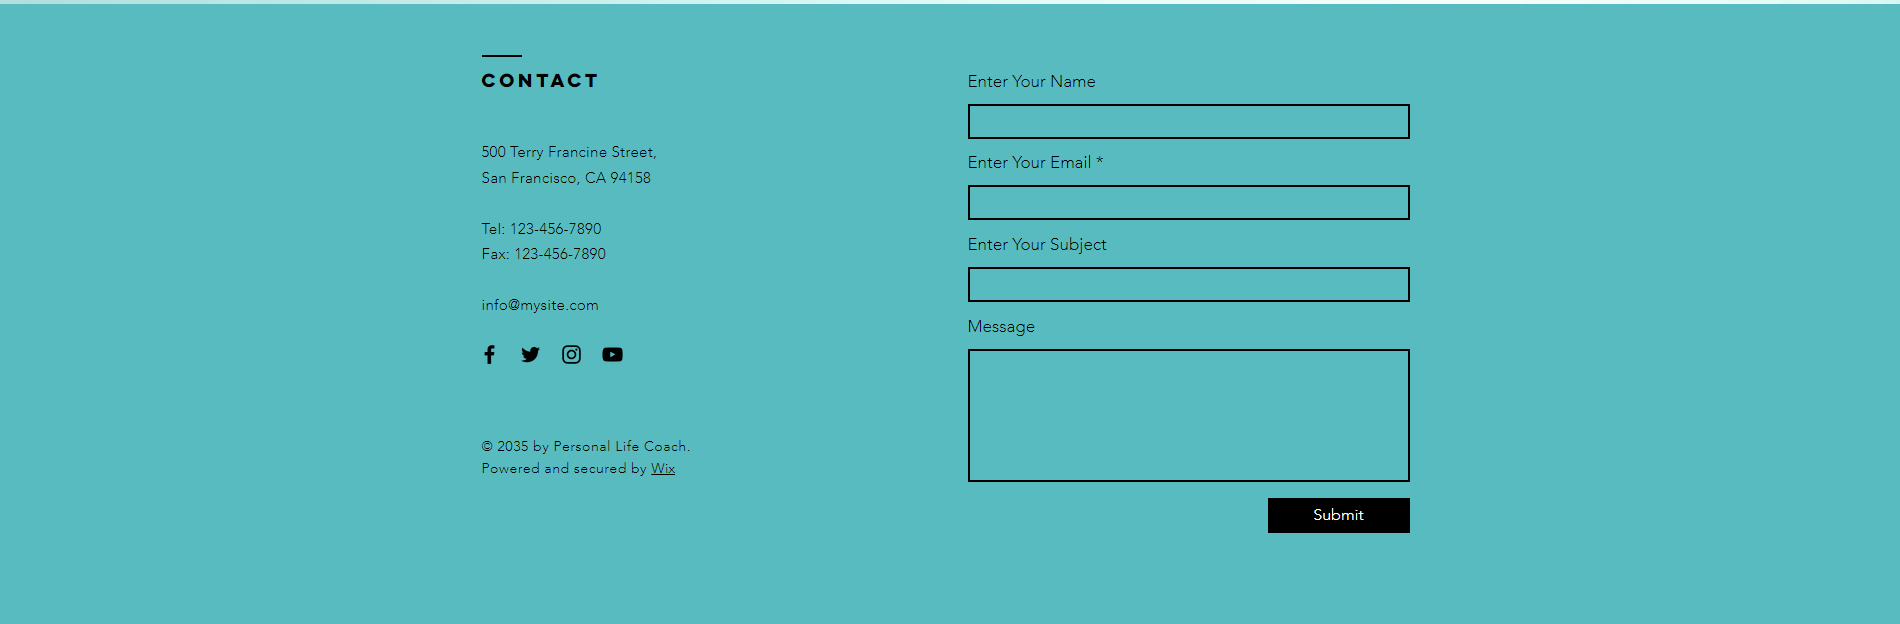 CONTACT
500 Terry Francine Street,
San Francisco, CA 94158
Tel: 123-456-7890
Fax: 123-456-7890
info@mysite.com
© 2035 by Personal Life Coach.
Powered and secured by Wix
Enter Your Name
Enter Your Email *
Enter Your Subject
Message
Submit